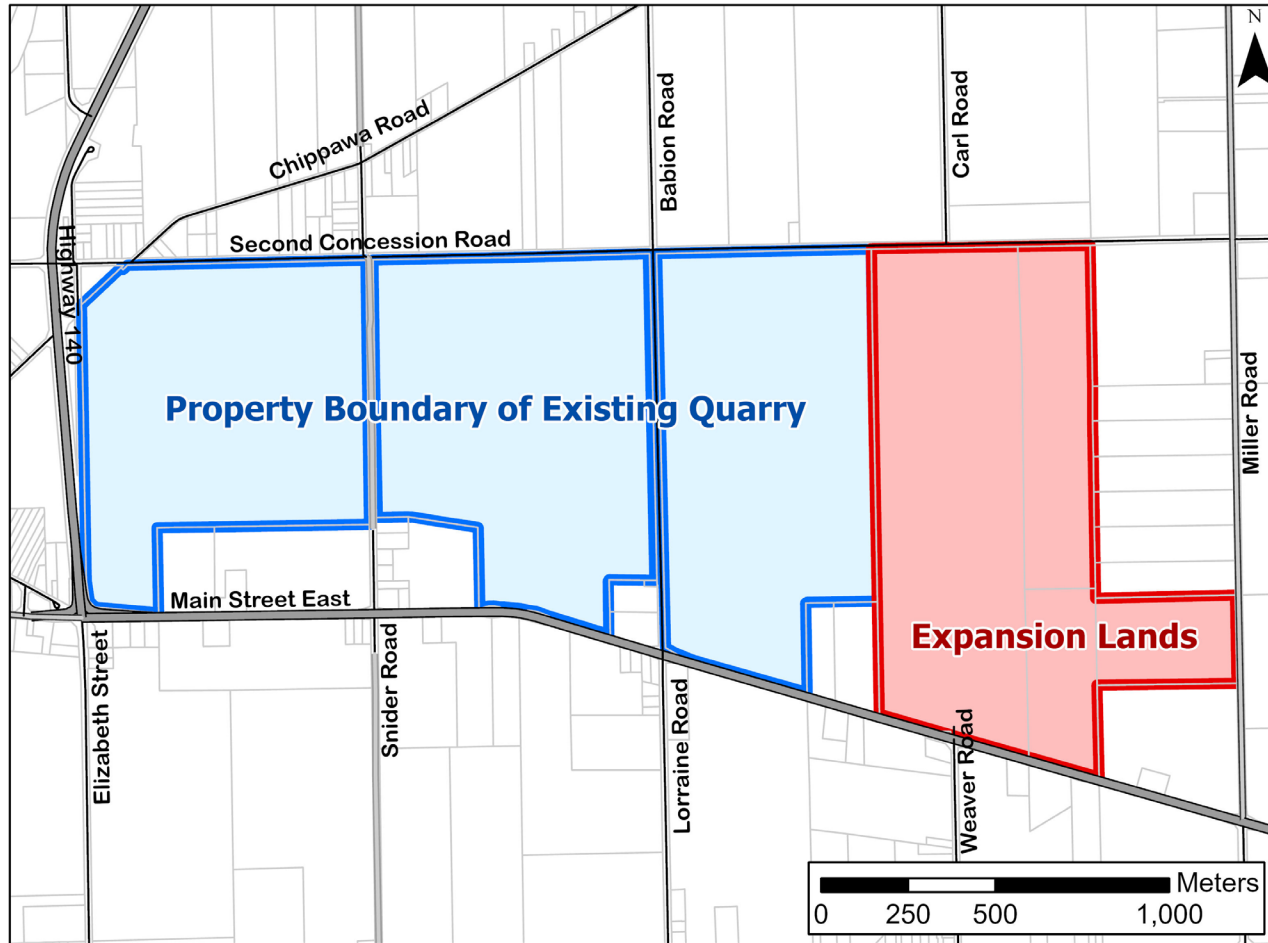 N
Chippawa Road
Babion Road
Carl Road
Second Concession Road
Highway 140
Miller Road
Property Boundary of Existing Quarry
Main Street East
Expansion Lands
Elizabeth Street
Snider Road
Lorraine Road
Weaver Road
Meters
0 250 500 1,000